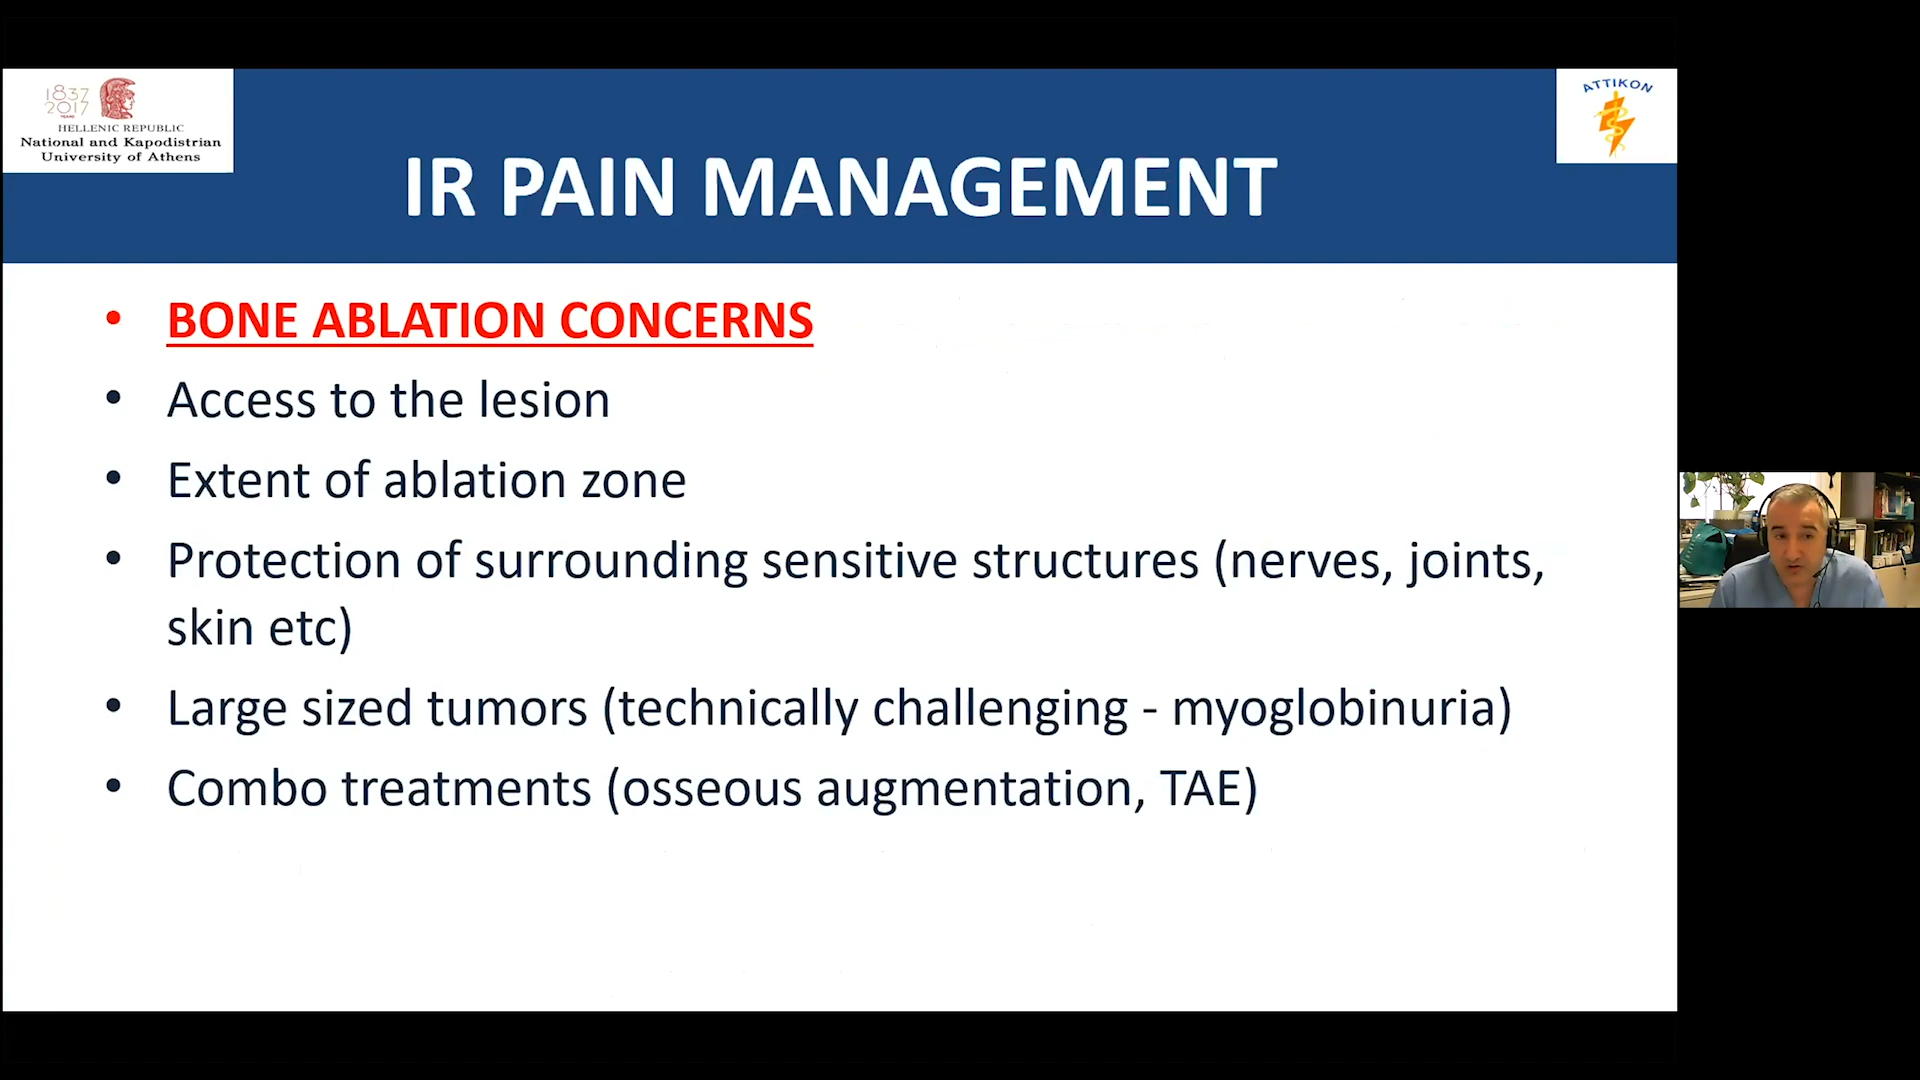 1837
2017
YEARS
HELLENIC REPUBLIC
National and Kapodistrian
University of Athens
ATTIKON
IR PAIN MANAGEMENT
• BONE ABLATION CONCERNS
• Access to the lesion
• Extent of ablation zone
• Protection of surrounding sensitive structures (nerves, joints,
skin etc)
• Large sized tumors (technically challenging - myoglobinuria)
• Combo treatments (osseous augmentation, TAE)